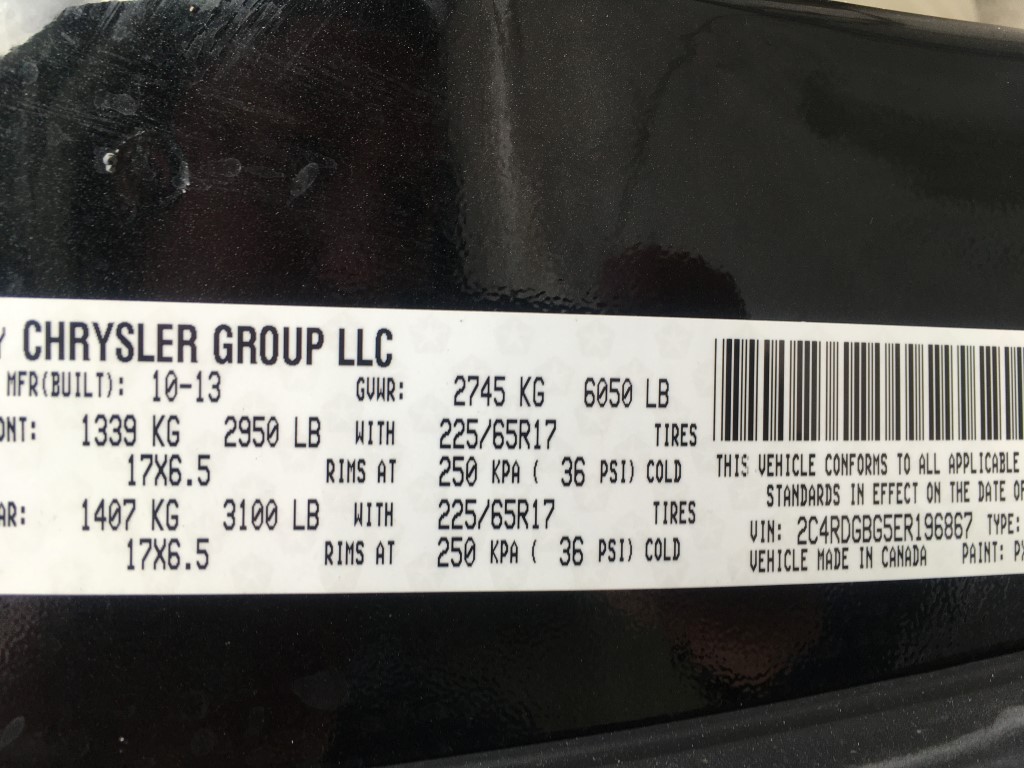 CHRYSLER GROUP LLC
MFR(BUILT): 10-13 GVWR: 2745 KG 6050 LB
ONT: 1339 KG 2950 LB WITH 225/65R17 TIRES
17X6.5 RIMS AT 250 KPA ( 36 PSI) COLD
AR: 1407 KG 3100 LB WITH 225/65R17 TIRES
17X6.5 RIMS AT 250 KPA ( 36 PSI) COLD
THIS VEHICLE CONFORMS TO ALL APPLICABLE
STANDARDS IN EFFECT ON THE DATE OF
VIN: 2C4RDGBG5ER196867 TYPE:
VEHICLE MADE IN CANADA PAINT: PX